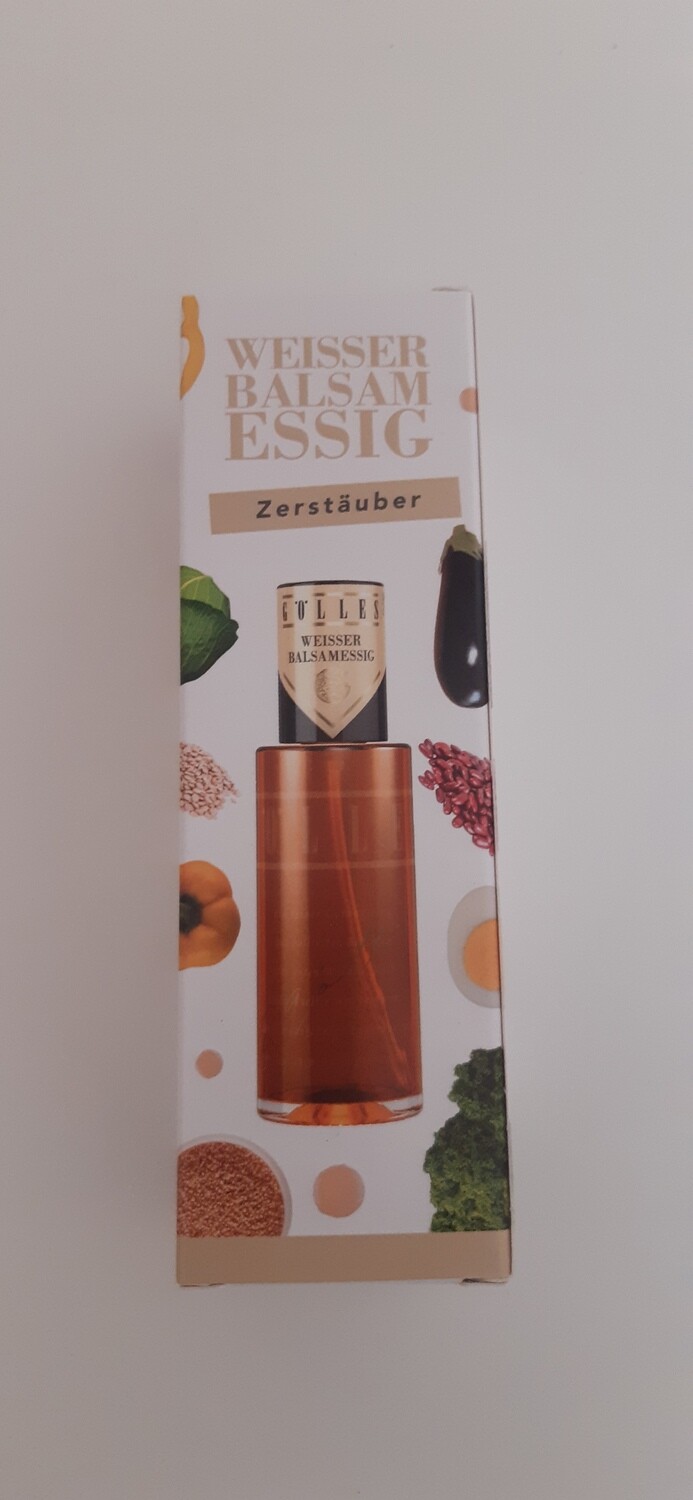 WEISSER
BALSAM
ESSIG
Zerstäuber
GÖLLES
WEISSER
BALSAMESSIG